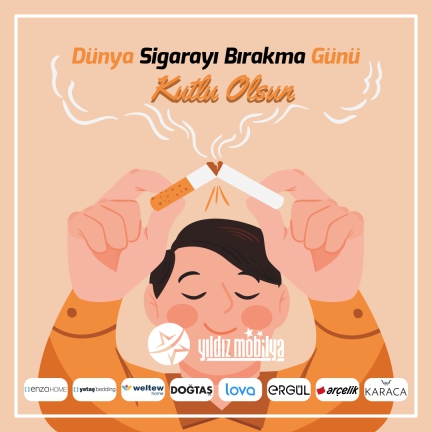 Dünya Sigarayı Bırakma Günü
Kutlu Olsun
yıldız mobilya
enzaHOME yataş bedding weltew home DOĞTAŞ lova eRGÜL arçelik KARACA